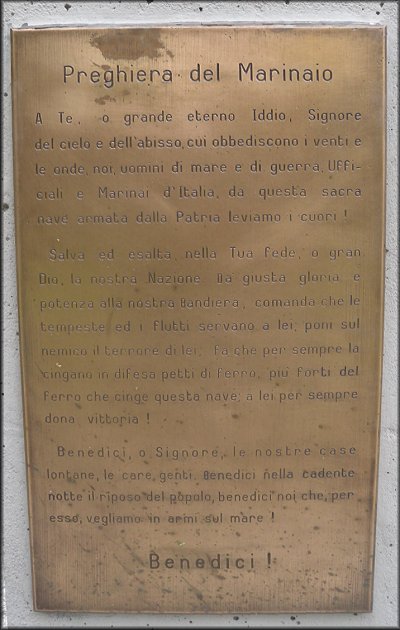 Preghiera del Marinaio
A Te, o grande eterno Iddio, Signore
del cielo e dell'abisso, cui obbediscono i venti e
le onde, noi, uomini di mare e di guerra, Uffi-
ciali e Marinai d'Italia, da questa sacra
nave armata dalla Patria leviamo i cuori !
Salva ed esalta, nella Tua fede, o gran
Dio, la nostra Nazione. Da giusta gloria e
potenza alla nostra Bandiera, comanda che le
tempeste ed i flutti servano a lei; poni sul
nemico il terrore di lei; fa che per sempre la
cingano in difesa petti di ferro, più forti del
ferro che cinge questa nave; a lei per sempre
dona vittoria !
Benedici, o Signore, le nostre case
lontane, le care genti. Benedici nella cadente
notte il riposo del popolo, benedici noi che, per
esso, vegliamo in armi sul mare !
Benedici !